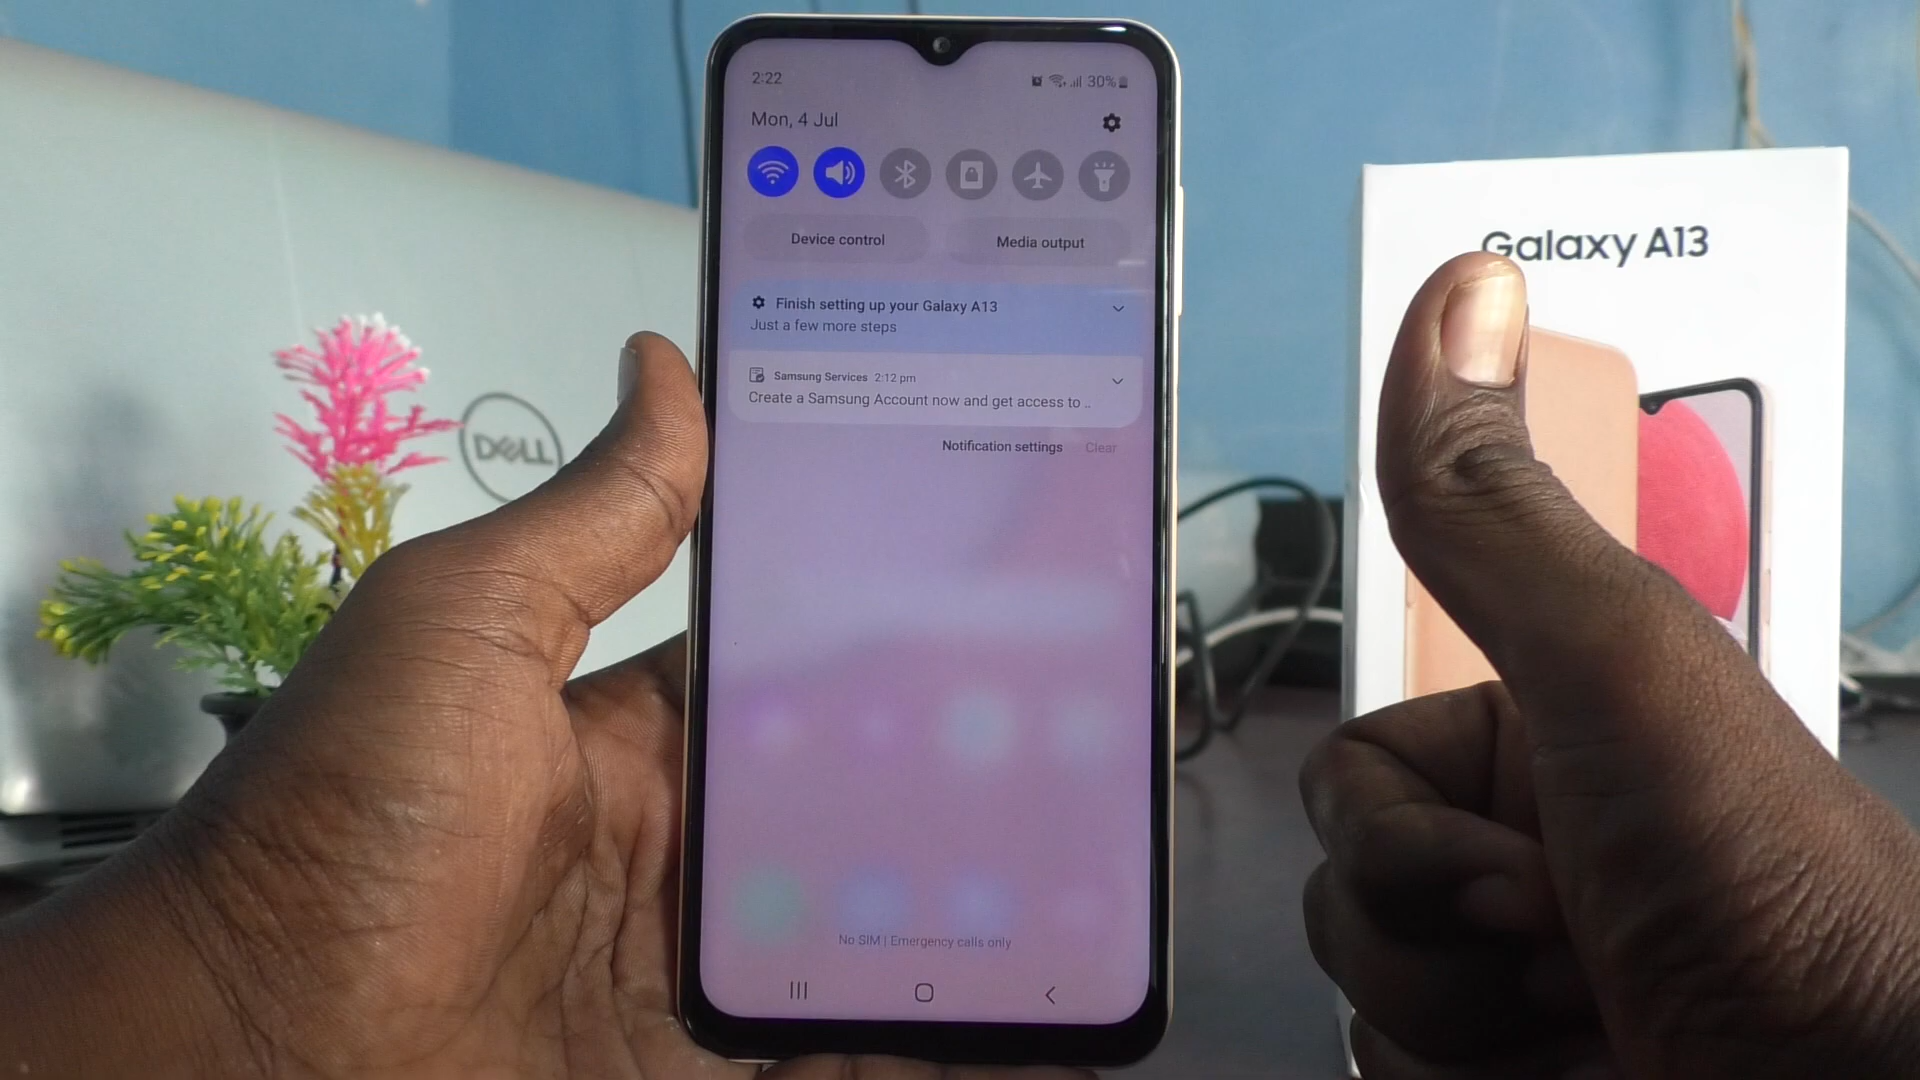 2:22
30%
Mon, 4 Jul
Device control
Media output
Finish setting up your Galaxy A13
Just a few more steps
Samsung Services 2:12 pm
Create a Samsung Account now and get access to ..
Notification settings
Clear
No SIM | Emergency calls only
DELL
Galaxy A13